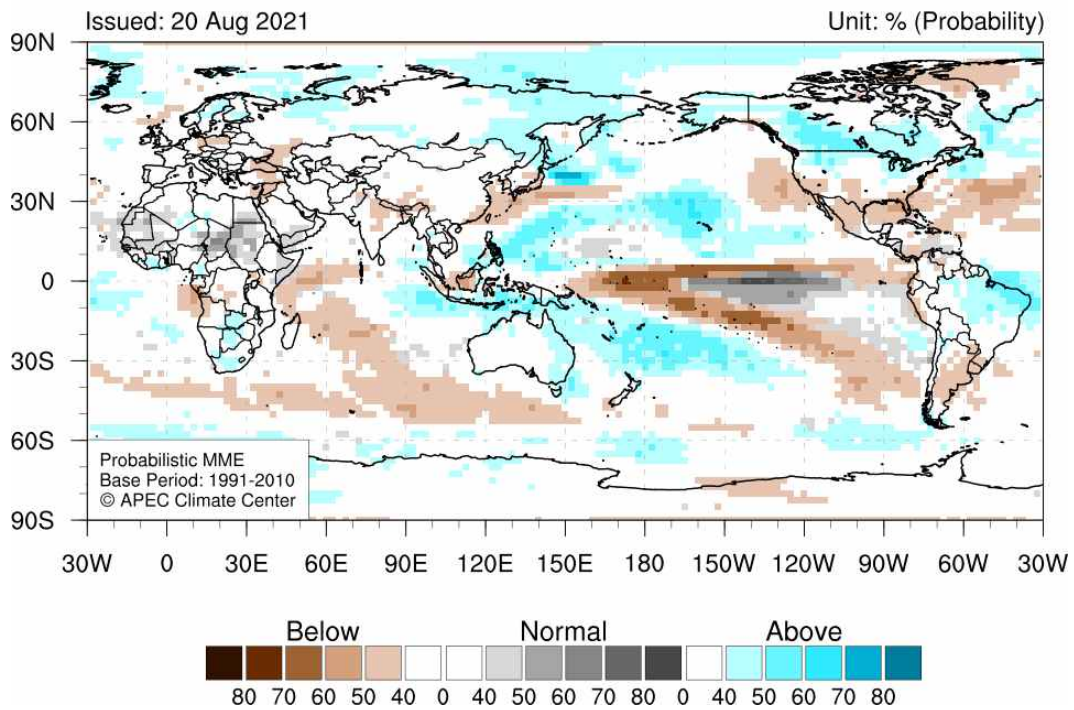 Issued: 20 Aug 2021 Unit: % (Probability)
90N
60N
30N
0
30S
60S
90S
Probabilistic MME
Base Period: 1991-2010
© APEC Climate Center
30W 0 30E 60E 90E 120E 150E 180 150W 120W 90W 60W 30W
Below Normal Above
80 70 60 50 40 0 40 50 60 70 80 0 40 50 60 70 80